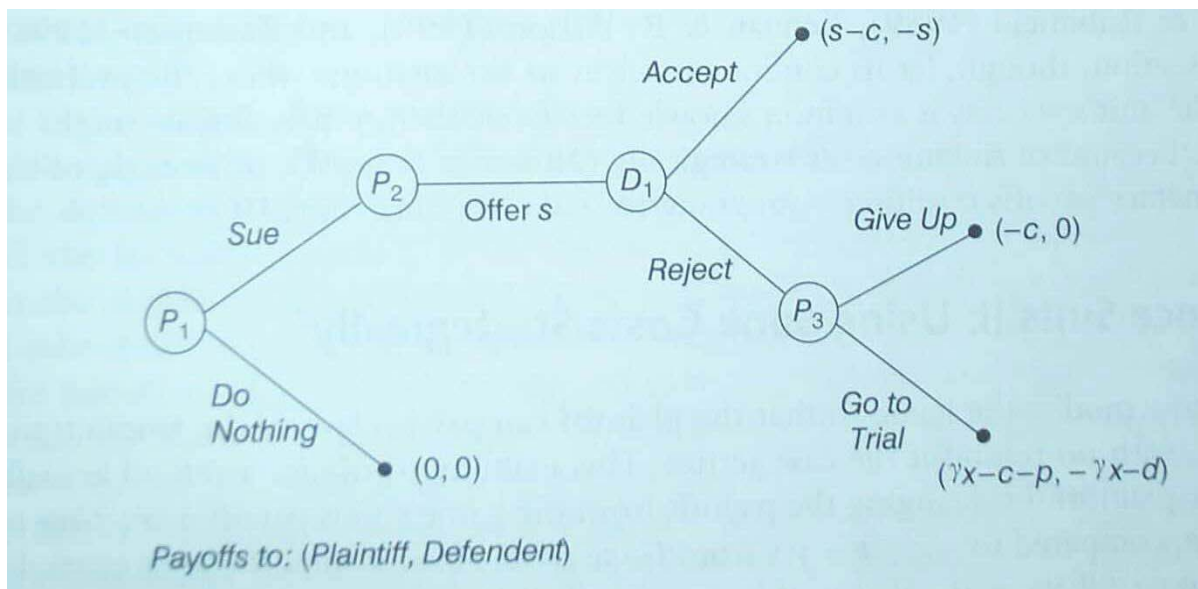 (s–c, –s)
Accept
P2
D1
Offer s
Sue
Give Up
(–c, 0)
Reject
P1
P3
Do
Nothing
Go to
Trial
(0, 0)
(γx–c–p, –γx–d)
Payoffs to: (Plaintiff, Defendent)